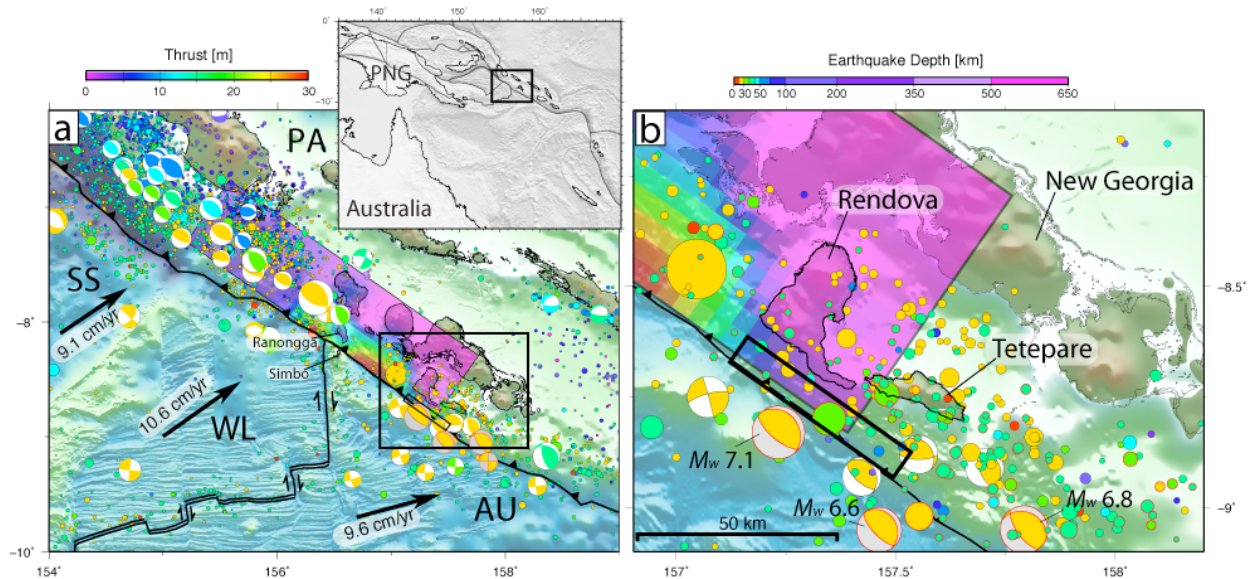 140° 150° 160°
0°
−10°
PNG
Australia
Thrust [m]
0 10 20 30
Earthquake Depth [km]
0 30 50 100 200 350 500 650
a
PA
SS
9.1 cm/yr
−8°
Ranongga
Simbo
10.6 cm/yr
WL
9.6 cm/yr
AU
−10°
154° 156° 158°
b
Rendova
New Georgia
Tetepare
−8.5°
Mw 7.1
Mw 6.6
Mw 6.8
−9°
50 km
157° 157.5° 158°